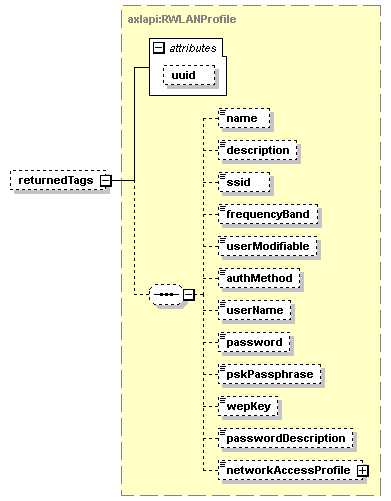 axlapi:RWLANProfile
attributes
uuid
returnedTags
name
description
ssid
frequencyBand
userModifiable
authMethod
userName
password
pskPassphrase
wepKey
passwordDescription
networkAccessProfile